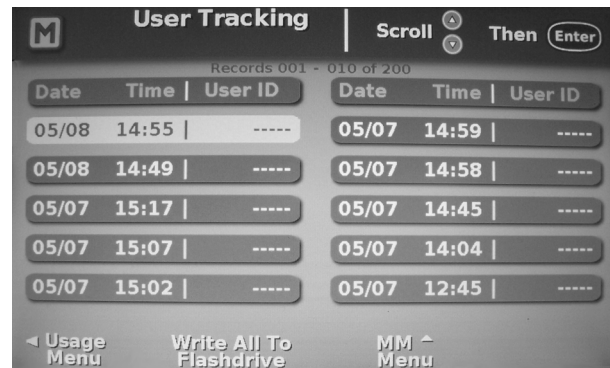 M User Tracking | Scroll Then Enter
Records 001 - 010 of 200
Date Time | User ID
05/08 14:55 | -----
05/08 14:49 | -----
05/07 15:17 | -----
05/07 15:07 | -----
05/07 15:02 | -----
Date Time | User ID
05/07 14:59 | -----
05/07 14:58 | -----
05/07 14:45 | -----
05/07 14:04 | -----
05/07 12:45 | -----
◄ Usage
Menu
Write All To
Flashdrive
MM
Menu